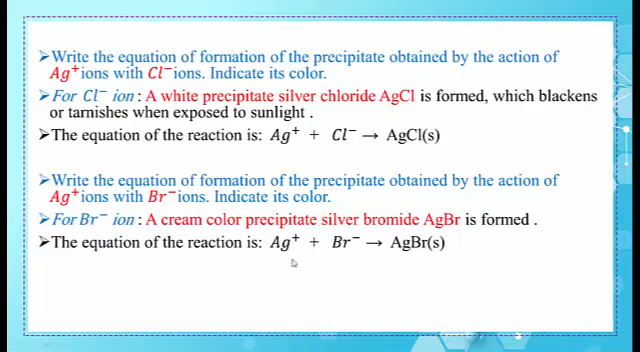 ➢Write the equation of formation of the precipitate obtained by the action of
Ag⁺ions with Cl⁻ions. Indicate its color.
➢For Cl⁻ ion : A white precipitate silver chloride AgCl is formed, which blackens
or tarnishes when exposed to sunlight .
➢The equation of the reaction is: Ag⁺ + Cl⁻ → AgCl(s)
➢Write the equation of formation of the precipitate obtained by the action of
Ag⁺ions with Br⁻ions. Indicate its color.
➢For Br⁻ ion : A cream color precipitate silver bromide AgBr is formed .
➢The equation of the reaction is: Ag⁺ + Br⁻ → AgBr(s)